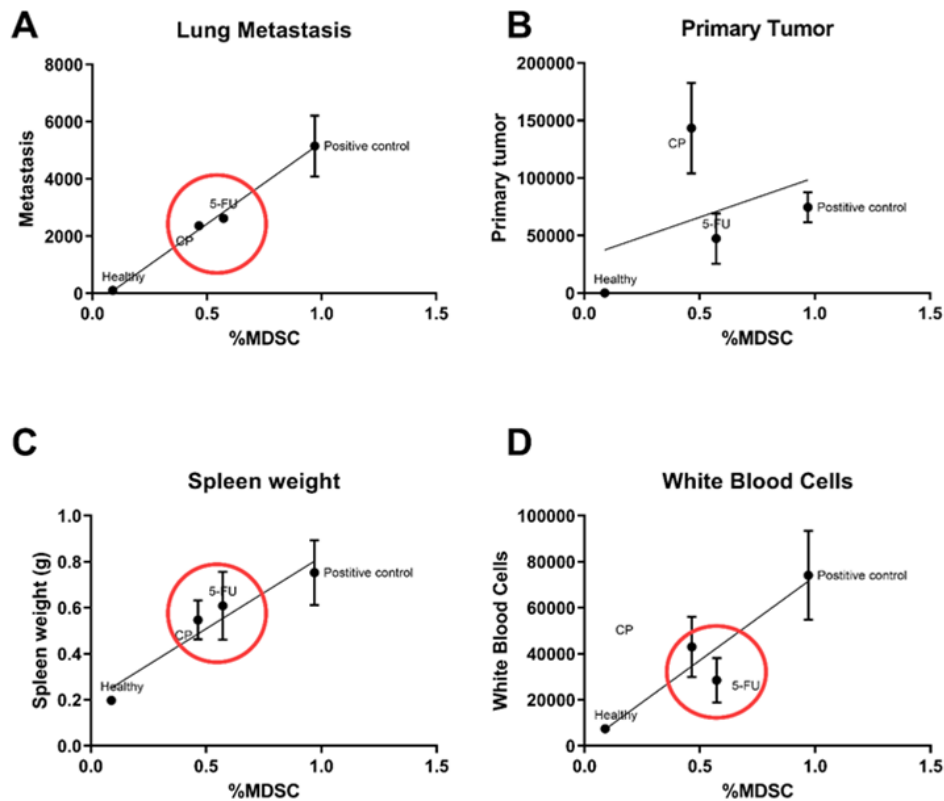 A
Lung Metastasis
8000
6000
4000
2000
0
Metastasis
Positive control
5-FU
CP
Healthy
0.0 0.5 1.0 1.5
%MDSC
B
Primary Tumor
200000
150000
100000
50000
0
Primary tumor
CP
5-FU
Postitive control
0.0 0.5 1.0 1.5
%MDSC
C
Spleen weight
1.0
0.8
0.6
0.4
0.2
0.0
Spleen weight (g)
5-FU
Postitive control
CP
Healthy
0.0 0.5 1.0 1.5
%MDSC
D
White Blood Cells
100000
80000
60000
40000
20000
0
White Blood Cells
Postitive control
CP
5-FU
Healthy
0.0 0.5 1.0 1.5
%MDSC